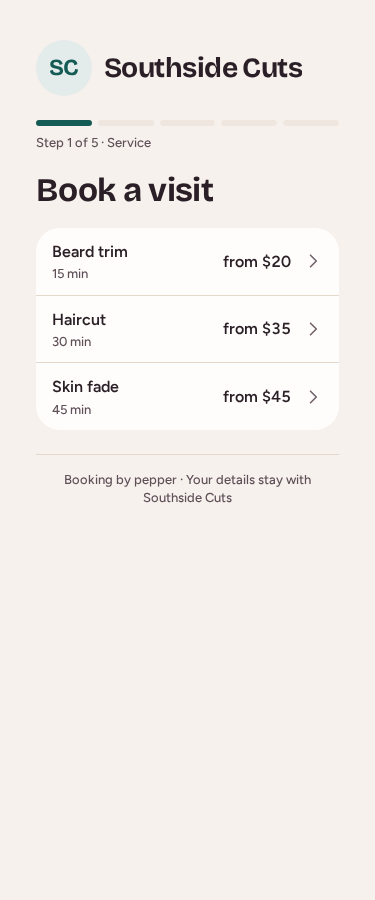 SC
Southside Cuts
Step 1 of 5 · Service
Book a visit
Beard trim
15 min
from $20
Haircut
30 min
from $35
Skin fade
45 min
from $45
Booking by pepper · Your details stay with
Southside Cuts